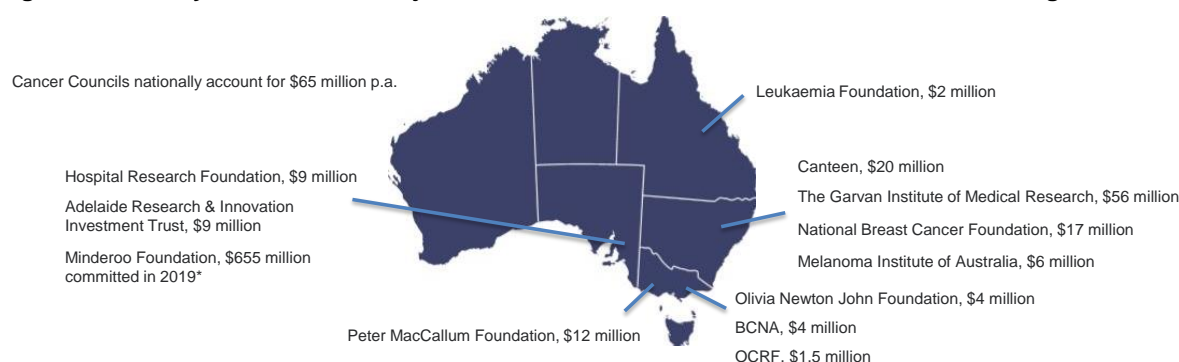 Cancer Councils nationally account for $65 million p.a.
Leukaemia Foundation, $2 million
Hospital Research Foundation, $9 million
Adelaide Research & Innovation
Investment Trust, $9 million
Minderoo Foundation, $655 million
committed in 2019*
Canteen, $20 million
The Garvan Institute of Medical Research, $56 million
National Breast Cancer Foundation, $17 million
Melanoma Institute of Australia, $6 million
Peter MacCallum Foundation, $12 million
Olivia Newton John Foundation, $4 million
BCNA, $4 million
OCRF, $1.5 million